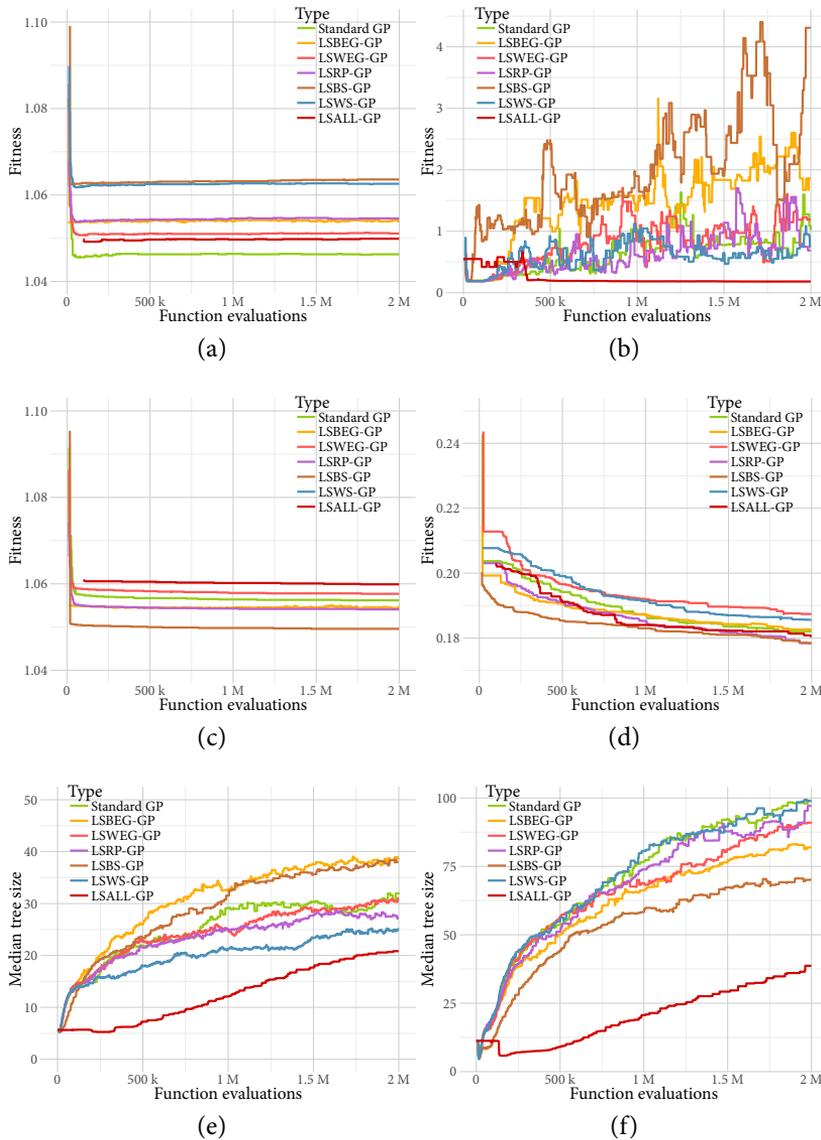 Type
Standard GP
LSBEG-GP
LSWEG-GP
LSRP-GP
LSBS-GP
LSWS-GP
LSALL-GP
1.10
1.08
1.06
1.04
Fitness
0
500 k
1 M
1.5 M
2 M
Function evaluations
(a)
Type
Standard GP
LSBEG-GP
LSWEG-GP
LSRP-GP
LSBS-GP
LSWS-GP
LSALL-GP
4
3
2
1
0
Fitness
0
500 k
1 M
1.5 M
2 M
Function evaluations
(b)
Type
Standard GP
LSBEG-GP
LSWEG-GP
LSRP-GP
LSBS-GP
LSWS-GP
LSALL-GP
1.10
1.08
1.06
1.04
Fitness
0
500 k
1 M
1.5 M
2 M
Function evaluations
(c)
Type
Standard GP
LSBEG-GP
LSWEG-GP
LSRP-GP
LSBS-GP
LSWS-GP
LSALL-GP
0.24
0.22
0.20
0.18
Fitness
0
500 k
1 M
1.5 M
2 M
Function evaluations
(d)
Type
Standard GP
LSBEG-GP
LSWEG-GP
LSRP-GP
LSBS-GP
LSWS-GP
LSALL-GP
50
40
30
20
10
0
Median tree size
0
500 k
1 M
1.5 M
2 M
Function evaluations
(e)
Type
Standard GP
LSBEG-GP
LSWEG-GP
LSRP-GP
LSBS-GP
LSWS-GP
LSALL-GP
100
75
50
25
0
Median tree size
0
500 k
1 M
1.5 M
2 M
Function evaluations
(f)